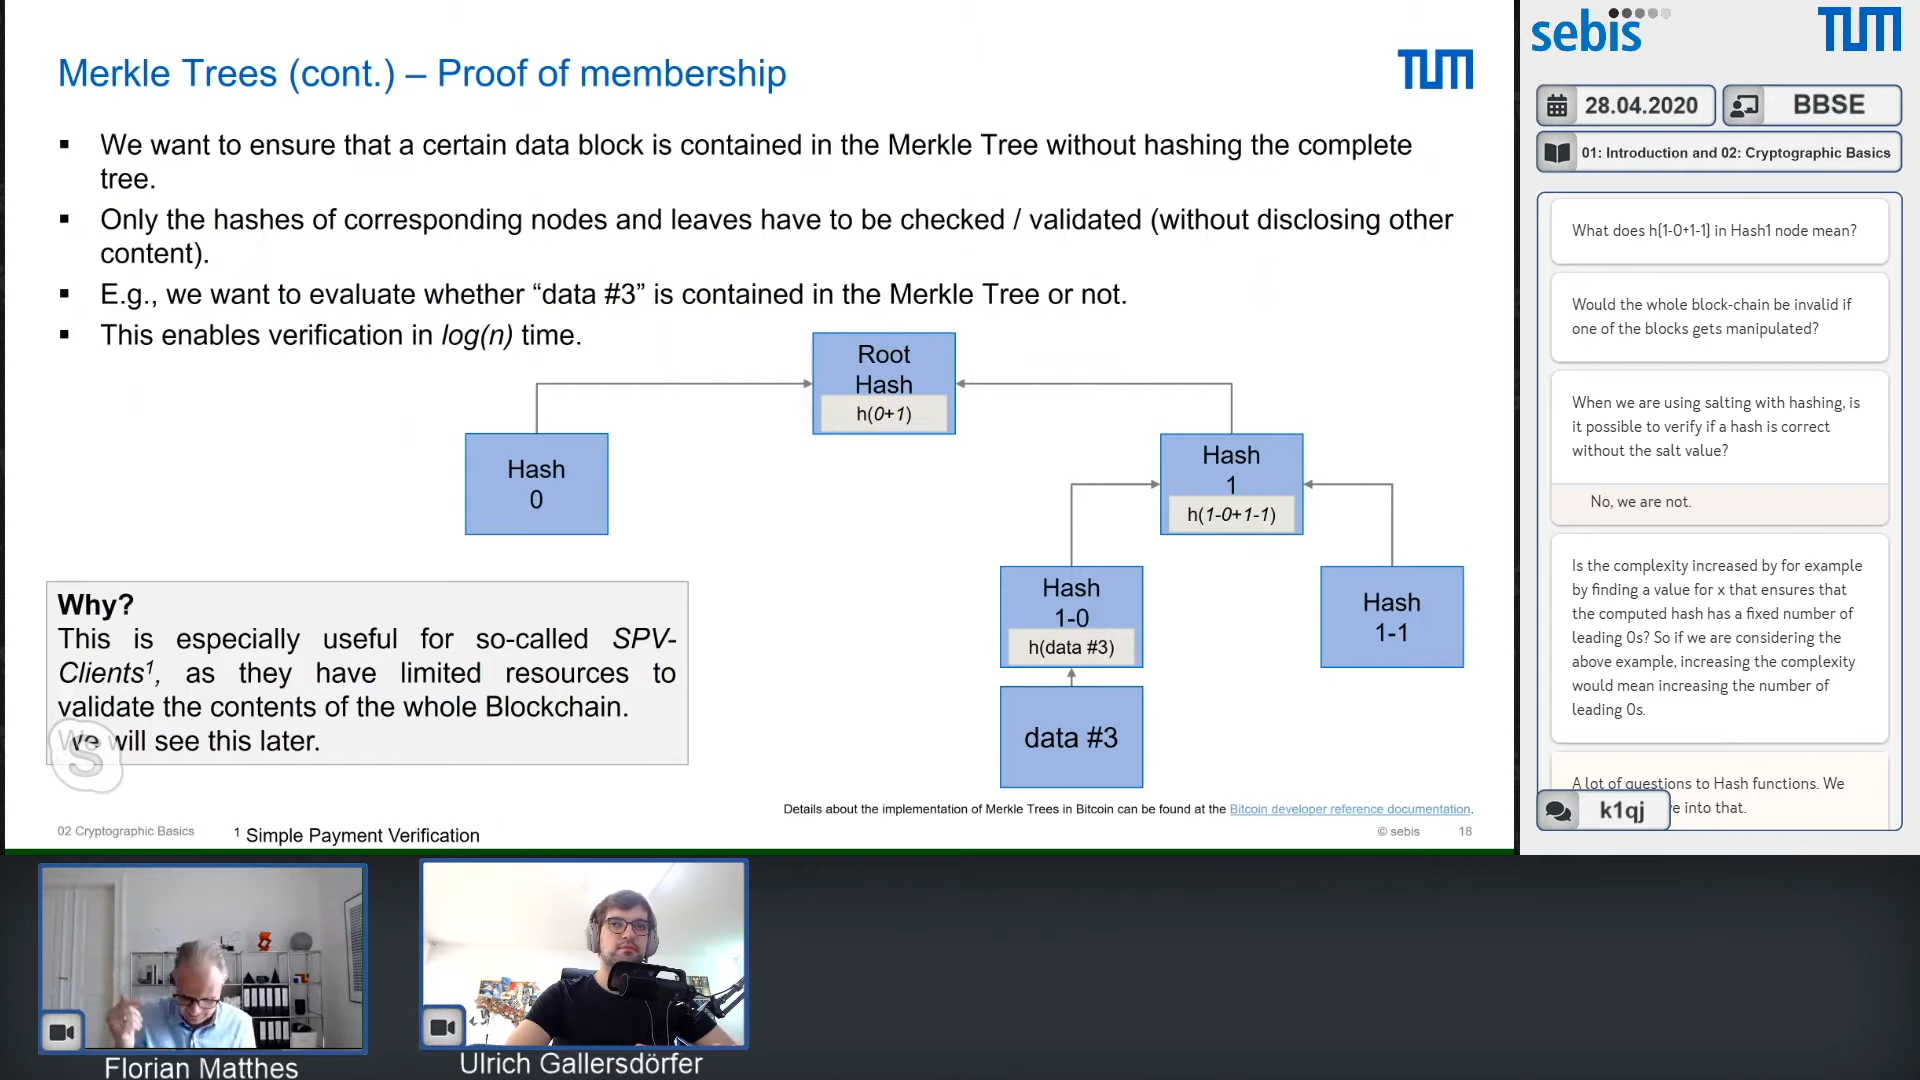 Merkle Trees (cont.) – Proof of membership
TUM
▪ We want to ensure that a certain data block is contained in the Merkle Tree without hashing the complete
tree.
▪ Only the hashes of corresponding nodes and leaves have to be checked / validated (without disclosing other
content).
▪ E.g., we want to evaluate whether “data #3” is contained in the Merkle Tree or not.
▪ This enables verification in log(n) time.
Root
Hash
h(0+1)
Hash
0
Hash
1
h(1-0+1-1)
Hash
1-0
h(data #3)
Hash
1-1
data #3
Why?
This is especially useful for so-called SPV-
Clients¹, as they have limited resources to
validate the contents of the whole Blockchain.
We will see this later.
S
Details about the implementation of Merkle Trees in Bitcoin can be found at the Bitcoin developer reference documentation.
02 Cryptographic Basics
¹ Simple Payment Verification
© sebis
18
sebis
TUM
28.04.2020
BBSE
01: Introduction and 02: Cryptographic Basics
What does h(1-0+1-1) in Hash1 node mean?
Would the whole block-chain be invalid if
one of the blocks gets manipulated?
When we are using salting with hashing, is
it possible to verify if a hash is correct
without the salt value?
No, we are not.
Is the complexity increased by for example
by finding a value for x that ensures that
the computed hash has a fixed number of
leading 0s? So if we are considering the
above example, increasing the complexity
would mean increasing the number of
leading 0s.
A lot of questions to Hash functions. We
into that.
k1qj
Florian Matthes
Ulrich Gallersdörfer